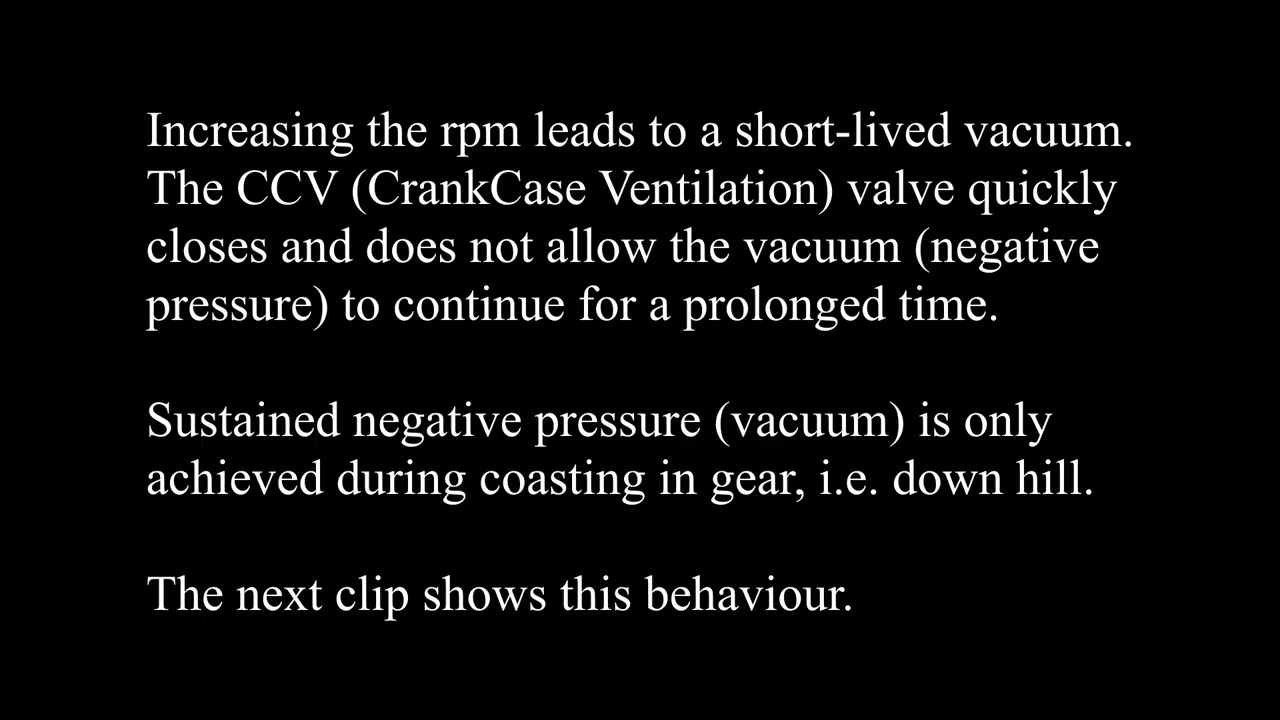 Increasing the rpm leads to a short-lived vacuum.
The CCV (CrankCase Ventilation) valve quickly
closes and does not allow the vacuum (negative
pressure) to continue for a prolonged time.
Sustained negative pressure (vacuum) is only
achieved during coasting in gear, i.e. down hill.
The next clip shows this behaviour.